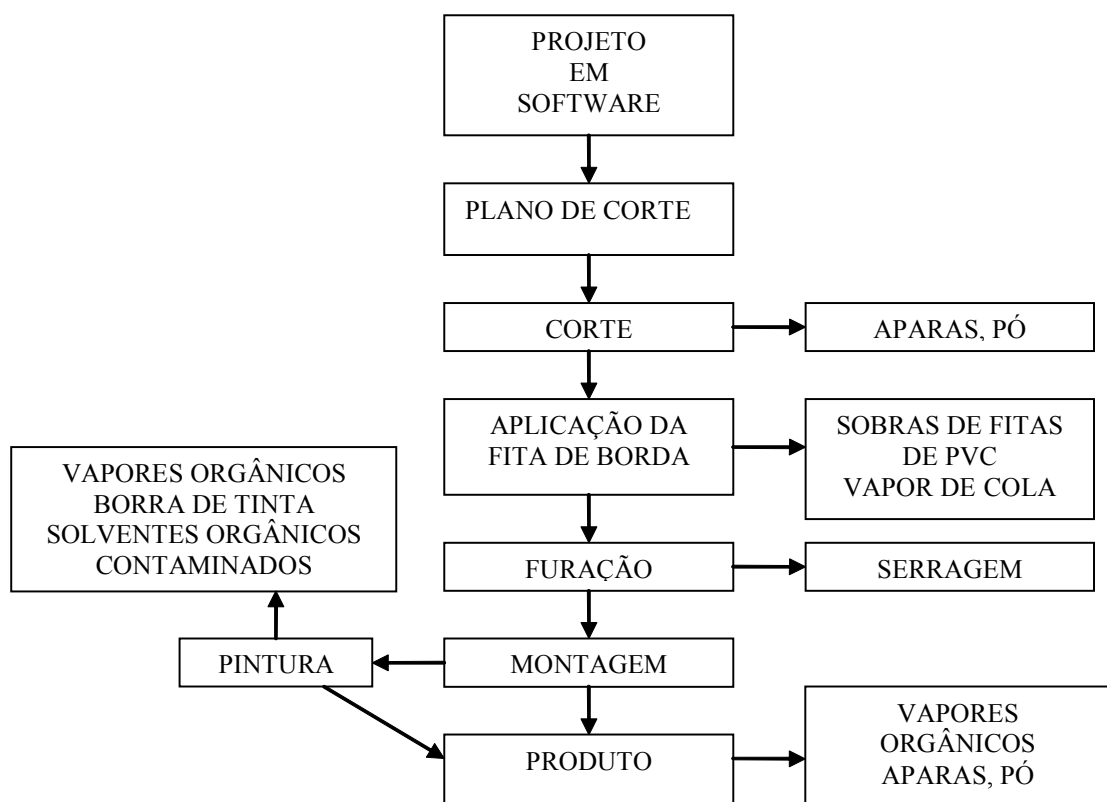 PROJETO
EM
SOFTWARE
PLANO DE CORTE
CORTE
APARAS, PÓ
APLICAÇÃO DA
FITA DE BORDA
SOBRAS DE FITAS
DE PVC
VAPOR DE COLA
VAPORES ORGÂNICOS
BORRA DE TINTA
SOLVENTES ORGÂNICOS
CONTAMINADOS
FURAÇÃO
SERRAGEM
PINTURA
MONTAGEM
PRODUTO
VAPORES
ORGÂNICOS
APARAS, PÓ